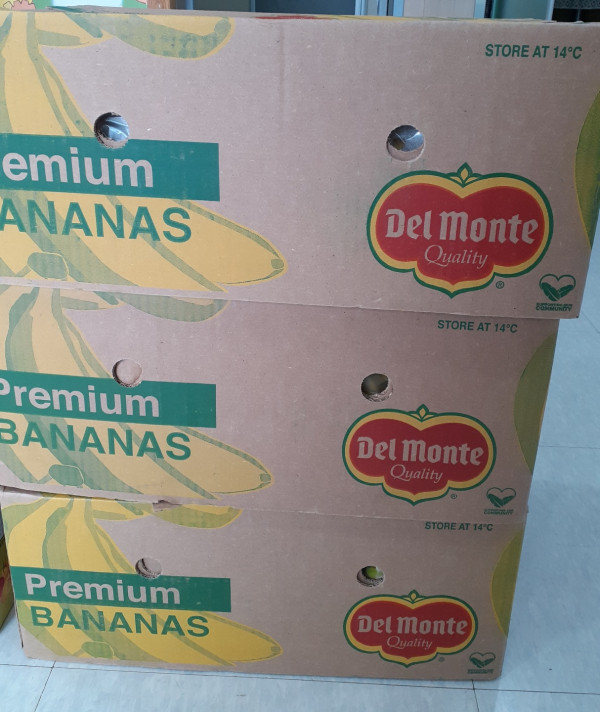 STORE AT 14°C
emium
ANANAS
Del Monte
Quality
®
COMMUNITY
STORE AT 14°C
Premium
BANANAS
Del Monte
Quality
®
STORE AT 14°C
Premium
BANANAS
Del Monte
Quality
®